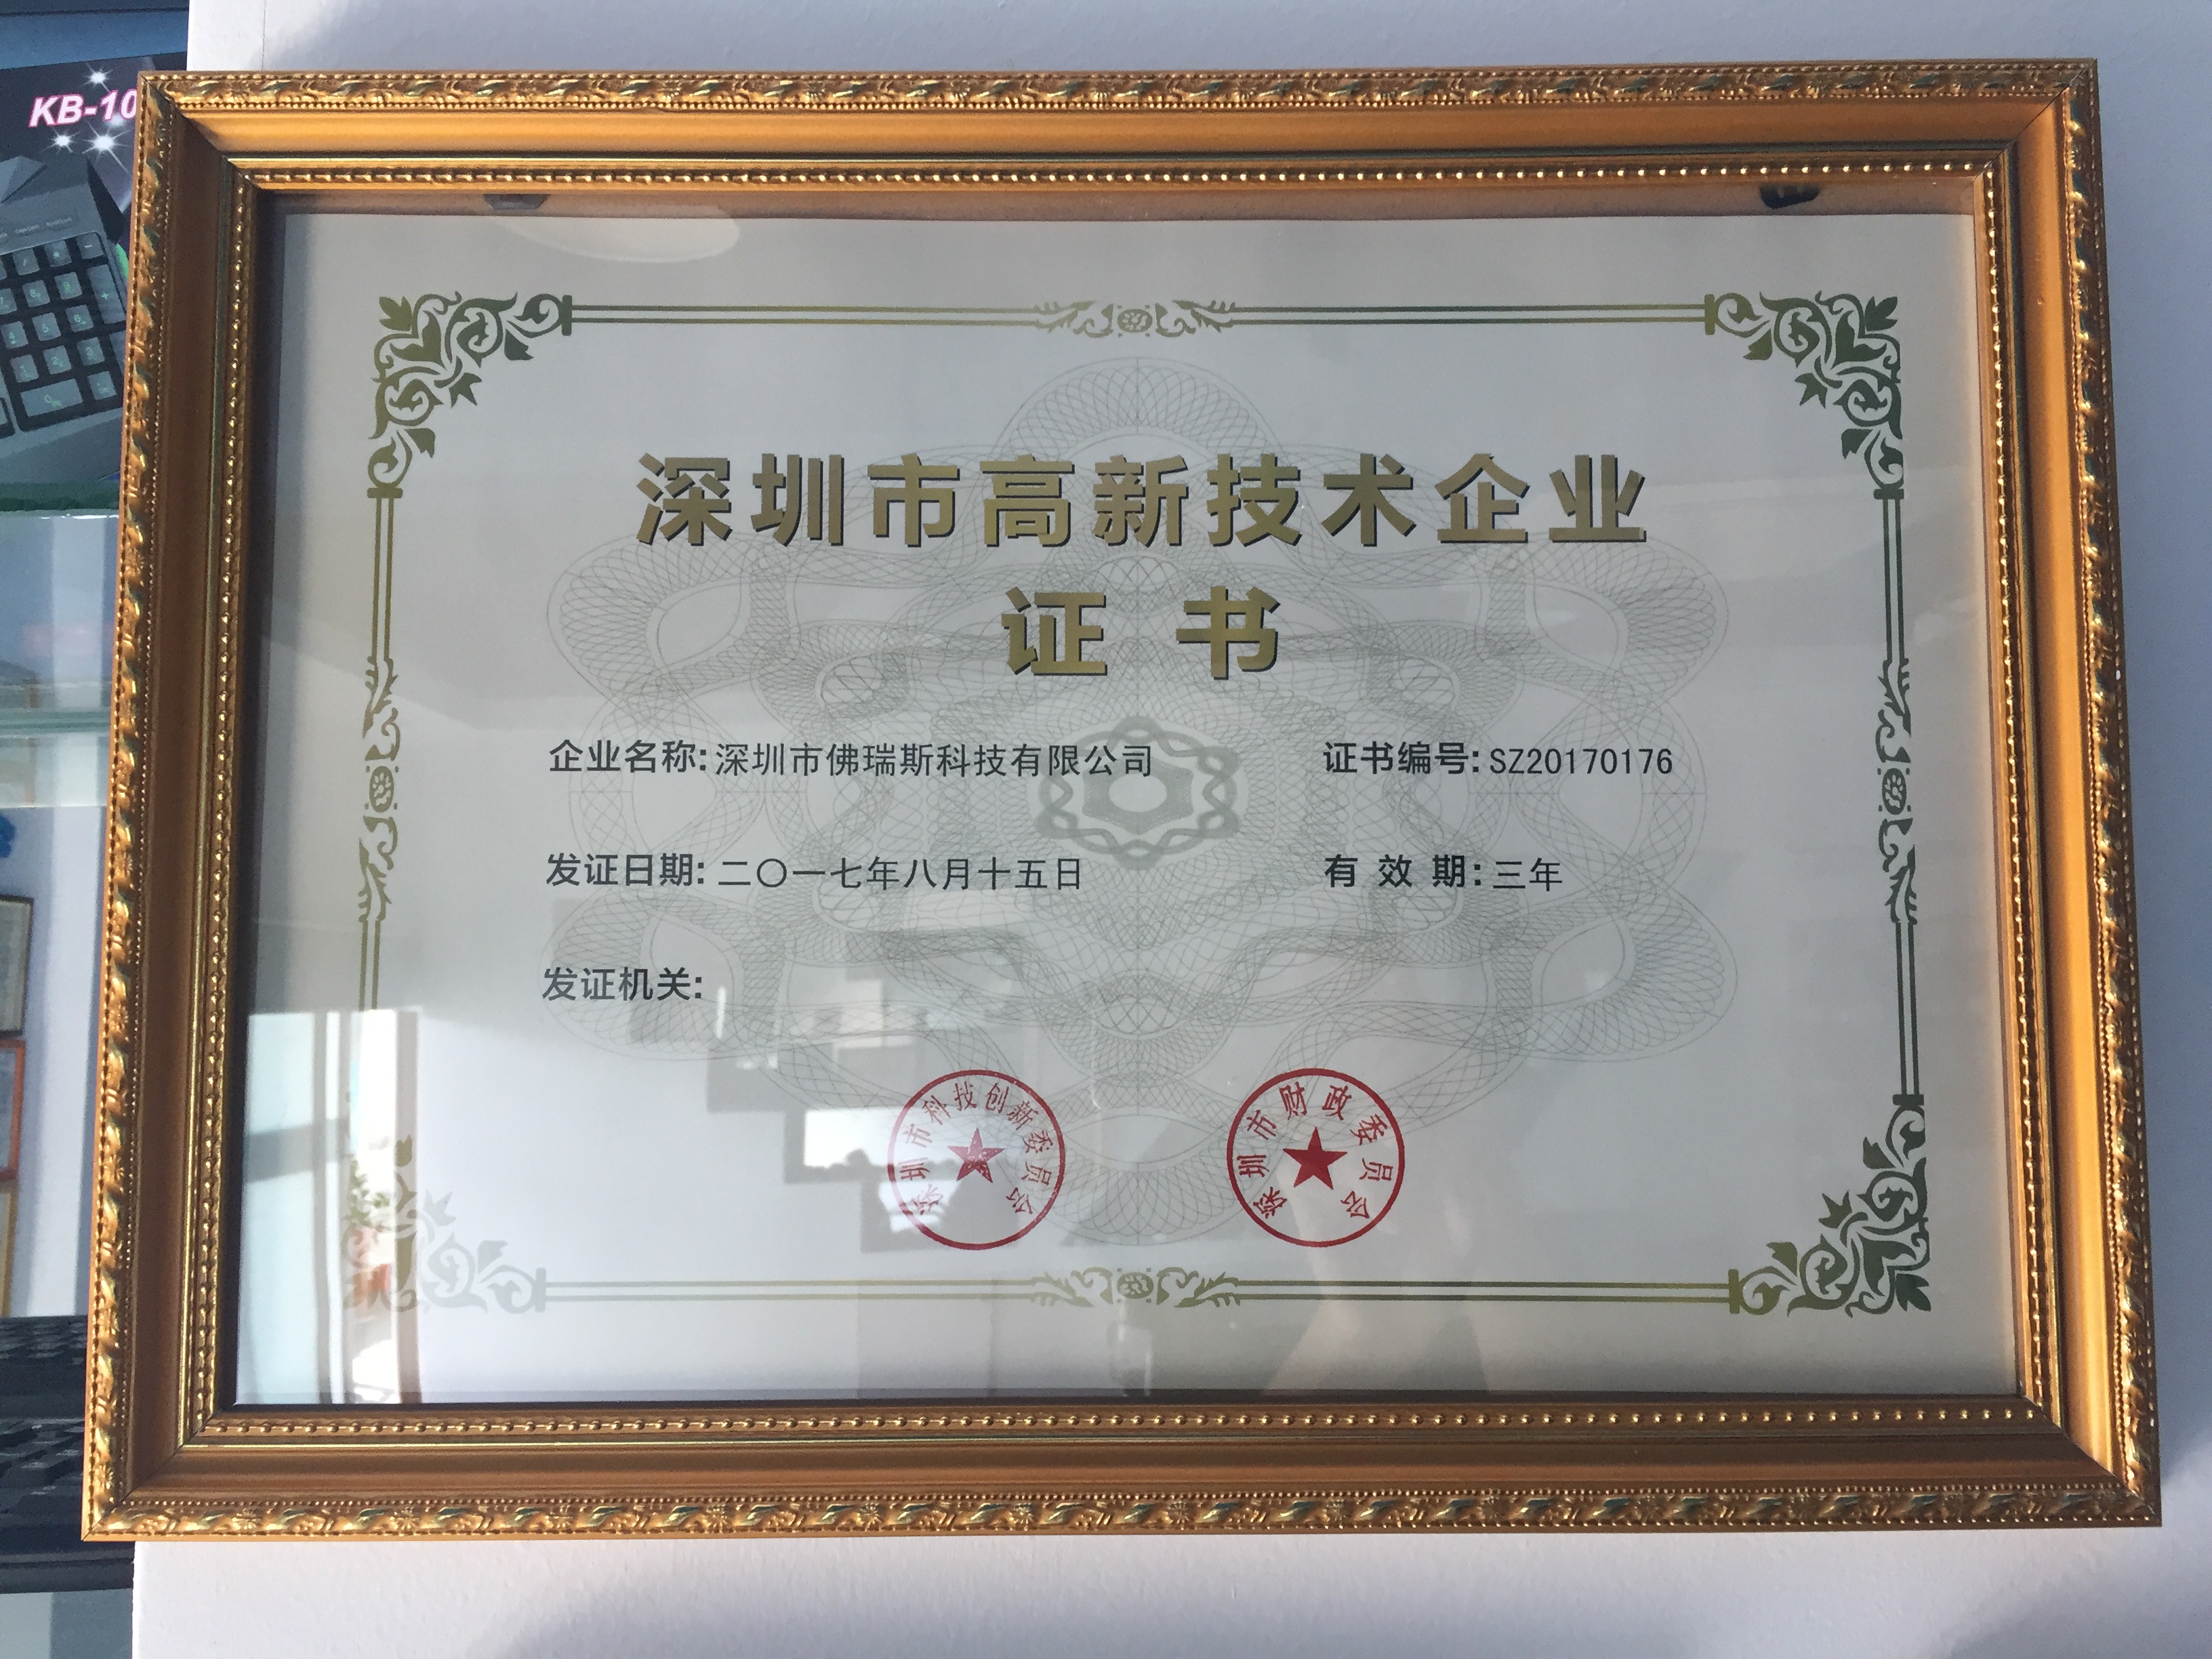 KB-10
深圳市高新技术企业
证书
企业名称:深圳市佛瑞斯科技有限公司 证书编号:SZ20170176
发证日期:二〇一七年八月十五日 有效期:三年
发证机关:
深圳市科技创新委员会
深圳市财政委员会